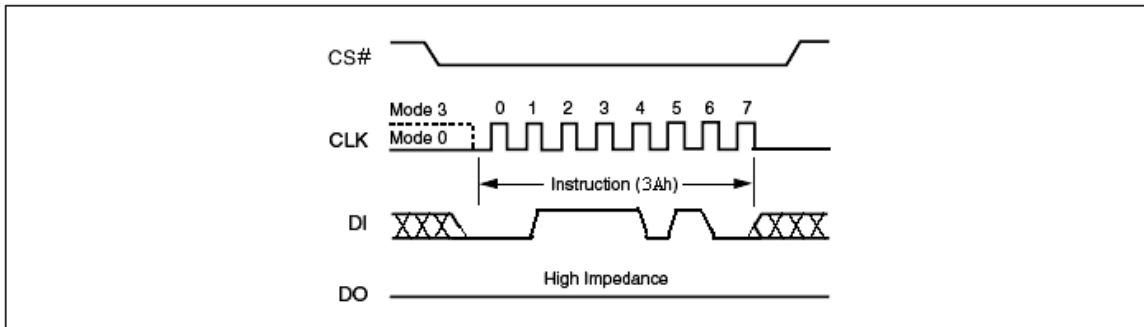 CS#
Mode 3
0 1 2 3 4 5 6 7
CLK
Mode 0
Instruction (3Ah)
DI
High Impedance
DO